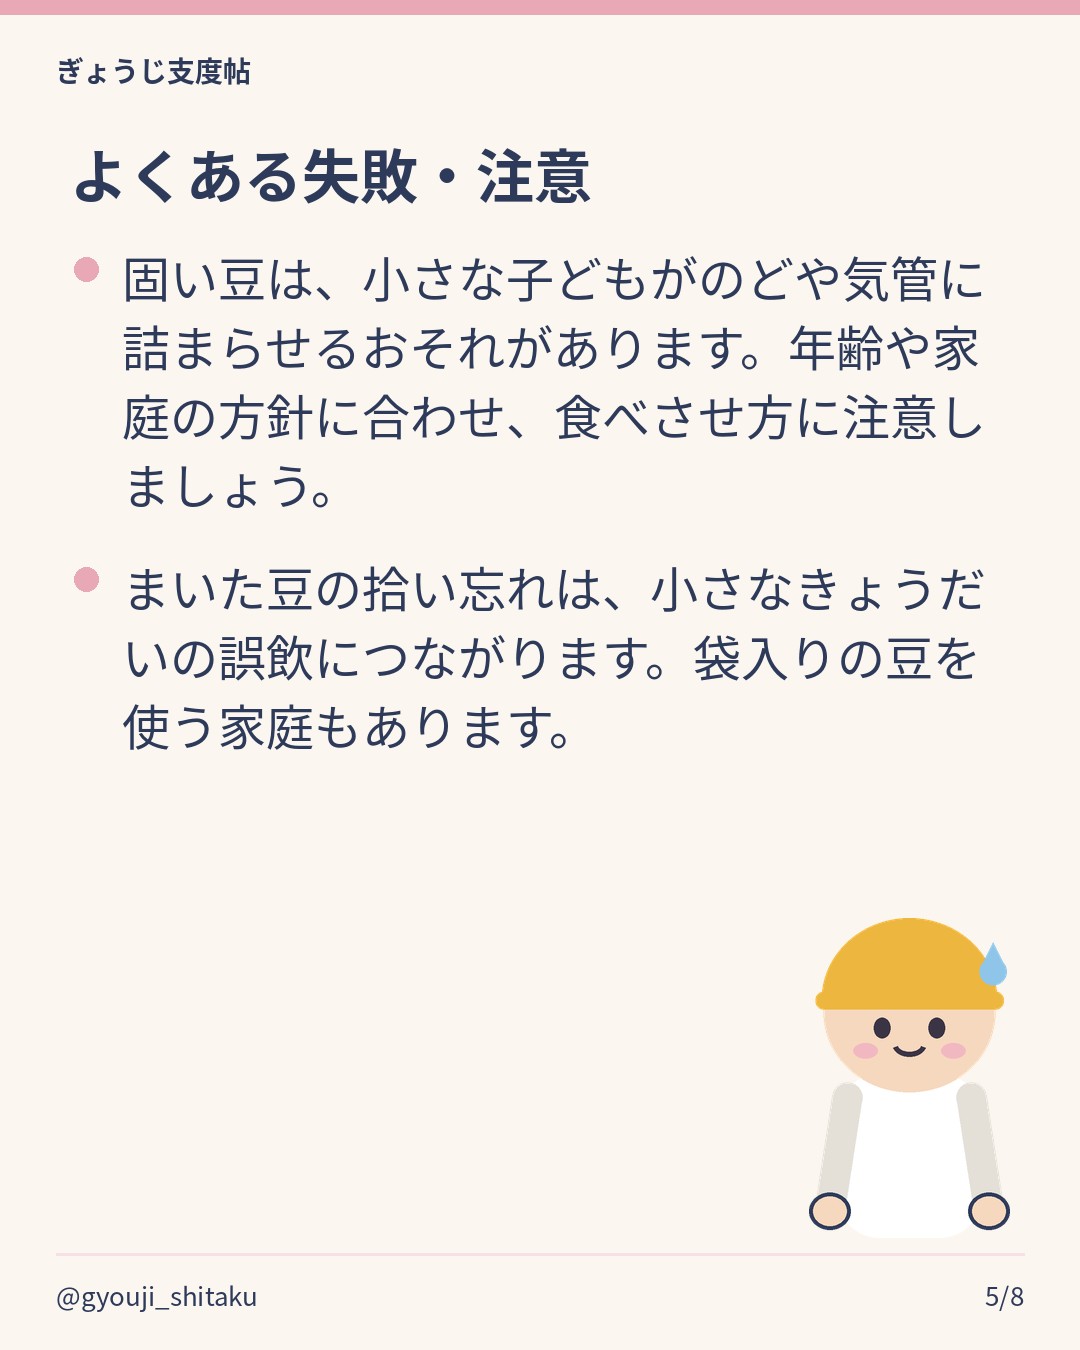 ぎょうじ支度帖
よくある失敗・注意
固い豆は、小さな子どもがのどや気管に
詰まらせるおそれがあります。年齢や家
庭の方針に合わせ、食べさせ方に注意し
ましょう。
まいた豆の拾い忘れは、小さなきょうだ
いの誤飲につながります。袋入りの豆を
使う家庭もあります。
@gyouji_shitaku
5/8